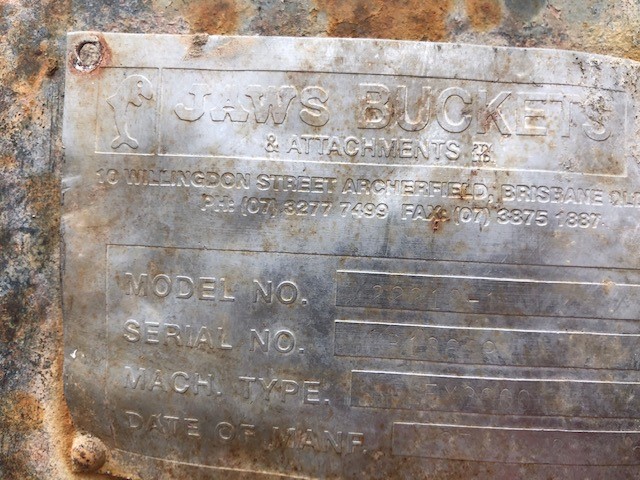 JAWS BUCKETS
& ATTACHMENTS PTY LTD.
10 WILLINGDON STREET ARCHERFIELD, BRISBANE
PH: (07) 3277 7499 FAX: (07) 3875 1887
MODEL NO.
SERIAL NO.
MACH. TYPE.
DATE OF MANF.